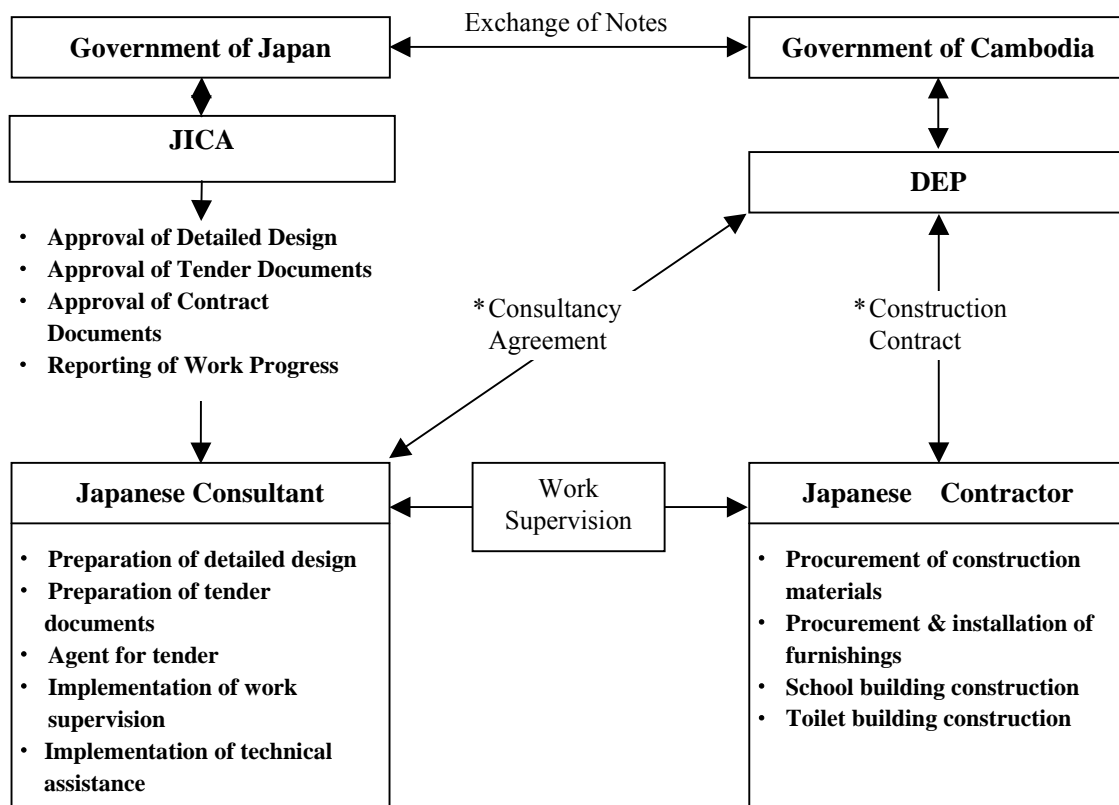 Exchange of Notes
Government of Japan
Government of Cambodia
JICA
DEP
・ Approval of Detailed Design
・ Approval of Tender Documents
・ Approval of Contract
Documents
・ Reporting of Work Progress
*Consultancy
Agreement
*Construction
Contract
Japanese Consultant
・ Preparation of detailed design
・ Preparation of tender
documents
・ Agent for tender
・ Implementation of work
supervision
・ Implementation of technical
assistance
Work
Supervision
Japanese Contractor
・ Procurement of construction
materials
・ Procurement & installation of
furnishings
・ School building construction
・ Toilet building construction